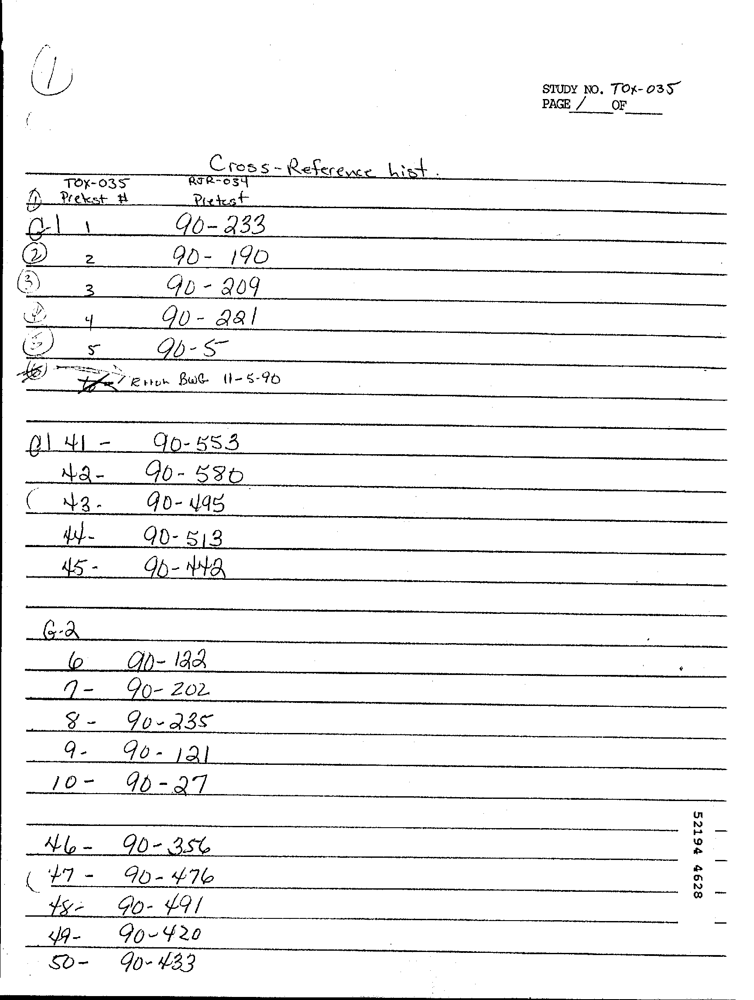 1
STUDY NO. TOX-035
PAGE 1 OF
Cross-Reference List.
TOX-035 RJR-034
1 Pretest # Pretest
G1 1 90-233
2 2 90-190
3 3 90-209
4 4 90-221
5 5 90-5
6 Error BWG 11-5-90
G1 41 - 90-553
42- 90-580
43- 90-495
44- 90-513
45- 90-442
G-2
6 90-122
7- 90-202
8- 90-235
9- 90-121
10- 90-27
46- 90-356
47- 90-476
48- 90-491
49- 90-420
50- 90-433
52194 4628